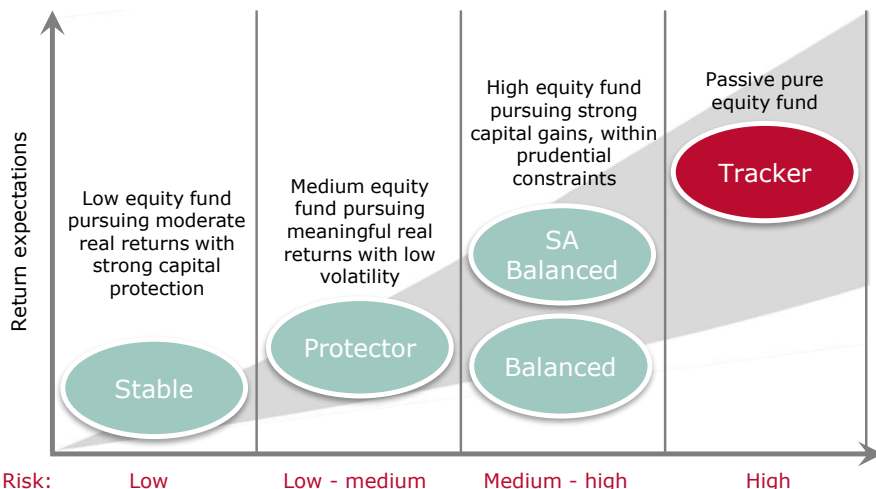 Return expectations
Low equity fund
pursuing moderate
real returns with
strong capital
protection
Stable
Medium equity
fund pursuing
meaningful real
returns with low
volatility
Protector
High equity fund
pursuing strong
capital gains, within
prudential
constraints
SA
Balanced
Balanced
Passive pure
equity fund
Tracker
Risk: Low Low - medium Medium - high High